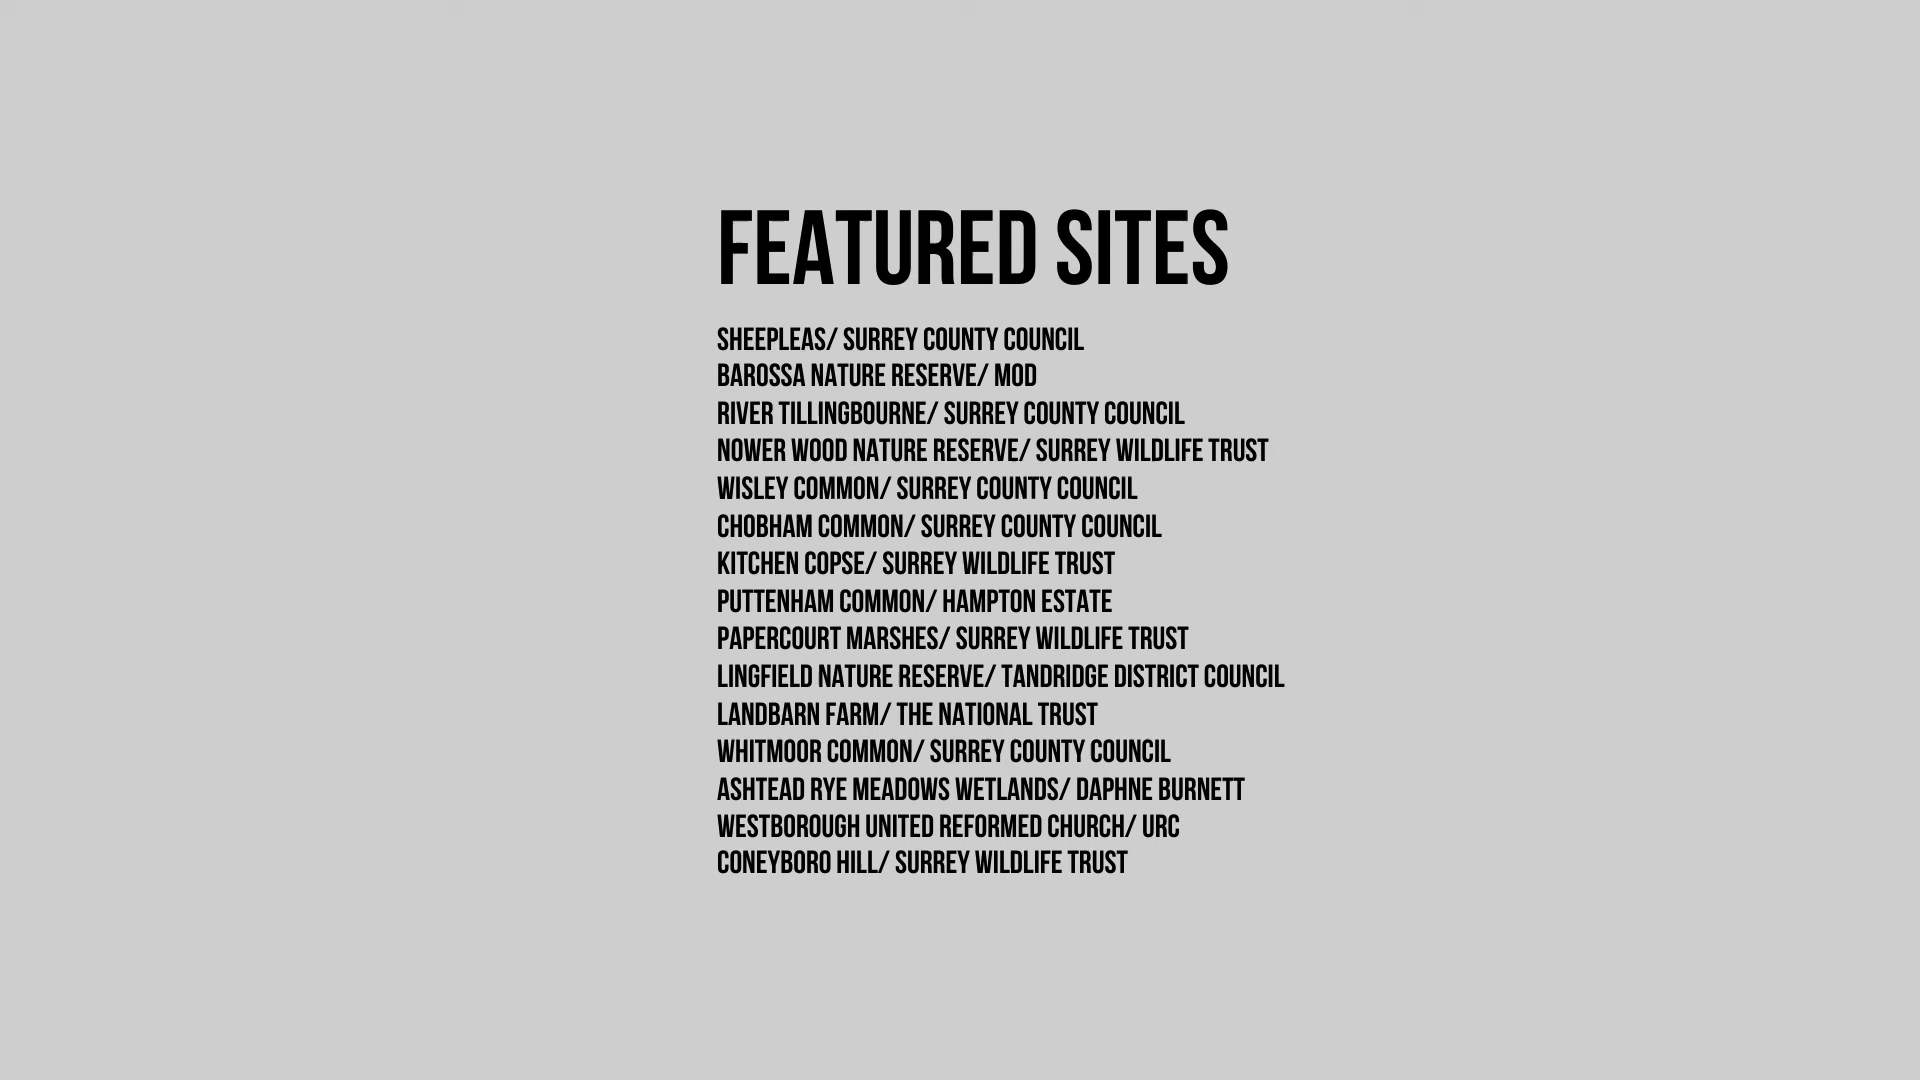 FEATURED SITES
SHEEPLEAS/ SURREY COUNTY COUNCIL
BAROSSA NATURE RESERVE/ MOD
RIVER TILLINGBOURNE/ SURREY COUNTY COUNCIL
NOWER WOOD NATURE RESERVE/ SURREY WILDLIFE TRUST
WISLEY COMMON/ SURREY COUNTY COUNCIL
CHOBHAM COMMON/ SURREY COUNTY COUNCIL
KITCHEN COPSE/ SURREY WILDLIFE TRUST
PUTTENHAM COMMON/ HAMPTON ESTATE
PAPERCOURT MARSHES/ SURREY WILDLIFE TRUST
LINGFIELD NATURE RESERVE/ TANDRIDGE DISTRICT COUNCIL
LANDBARN FARM/ THE NATIONAL TRUST
WHITMOOR COMMON/ SURREY COUNTY COUNCIL
ASHTEAD RYE MEADOWS WETLANDS/ DAPHNE BURNETT
WESTBOROUGH UNITED REFORMED CHURCH/ URC
CONEYBORO HILL/ SURREY WILDLIFE TRUST